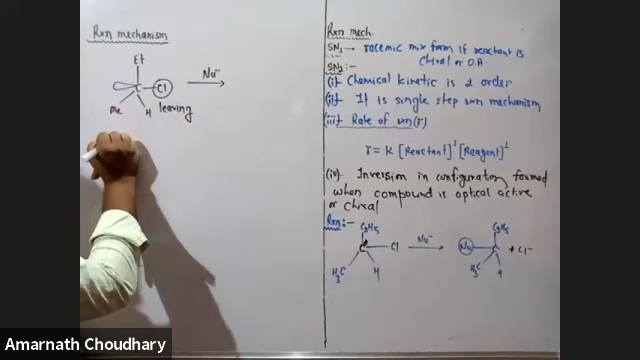 Rxn mechanism
Et
C
Cl
Nu⁻
Me
H
leaving
Rxn mech.
SN1 → racemic mix form if reactant is
chiral or O.A
SN2 :-
(i) Chemical kinetic is 2 order
(ii) It is single step rxn mechanism
(iii) Rate of rxn (r)
r = K [Reactant]¹ [Reagent]¹
(iv) Inversion in configuration formed
when compound is optical active
or chiral
Rxn :-
C₂H₅
C
Cl
H₃C
H
Nu⁻
C₂H₅
Nu
C
+ Cl⁻
H₃C
H
Amarnath Choudhary